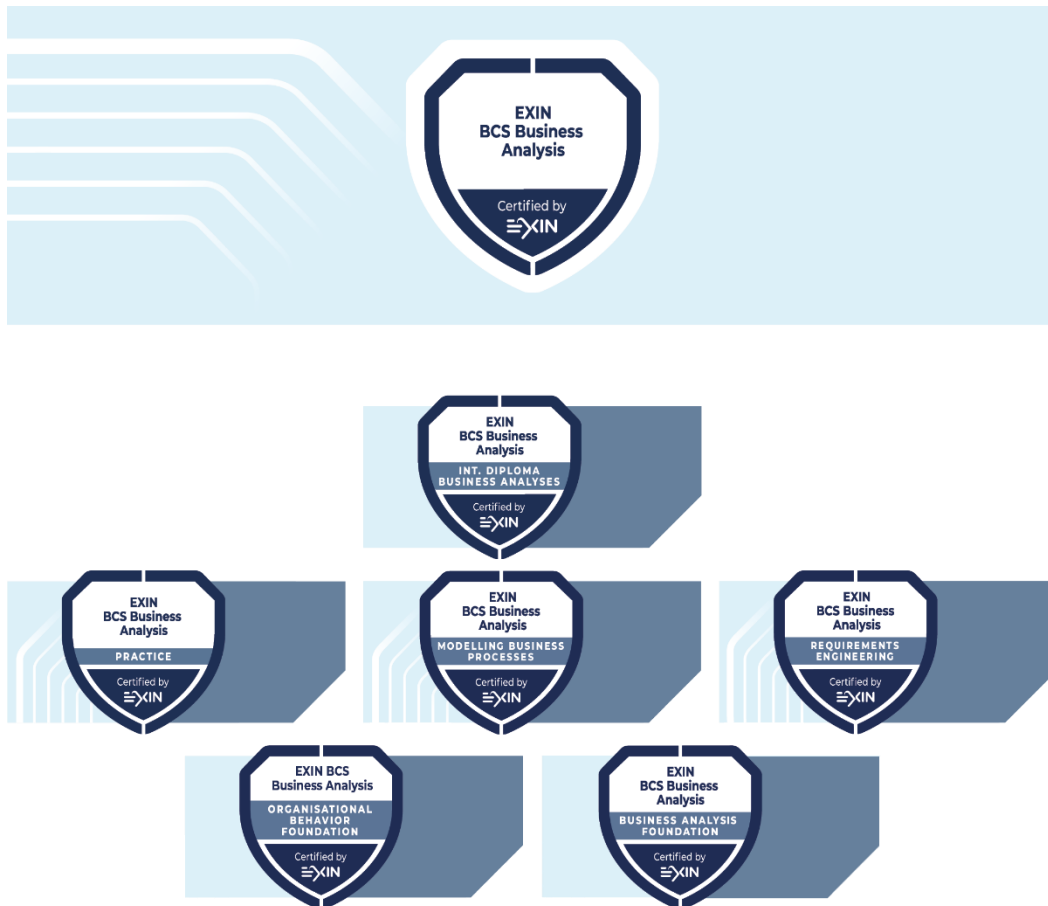 EXIN
BCS Business
Analysis
Certified by
EXIN
EXIN
BCS Business
Analysis
INT. DIPLOMA
BUSINESS ANALYSES
Certified by
EXIN
EXIN
BCS Business
Analysis
PRACTICE
Certified by
EXIN
EXIN
BCS Business
Analysis
MODELLING BUSINESS
PROCESSES
Certified by
EXIN
EXIN
BCS Business
Analysis
REQUIREMENTS
ENGINEERING
Certified by
EXIN
EXIN BCS
Business Analysis
ORGANISATIONAL
BEHAVIOR
FOUNDATION
Certified by
EXIN
EXIN
BCS Business
Analysis
BUSINESS ANALYSIS
FOUNDATION
Certified by
EXIN